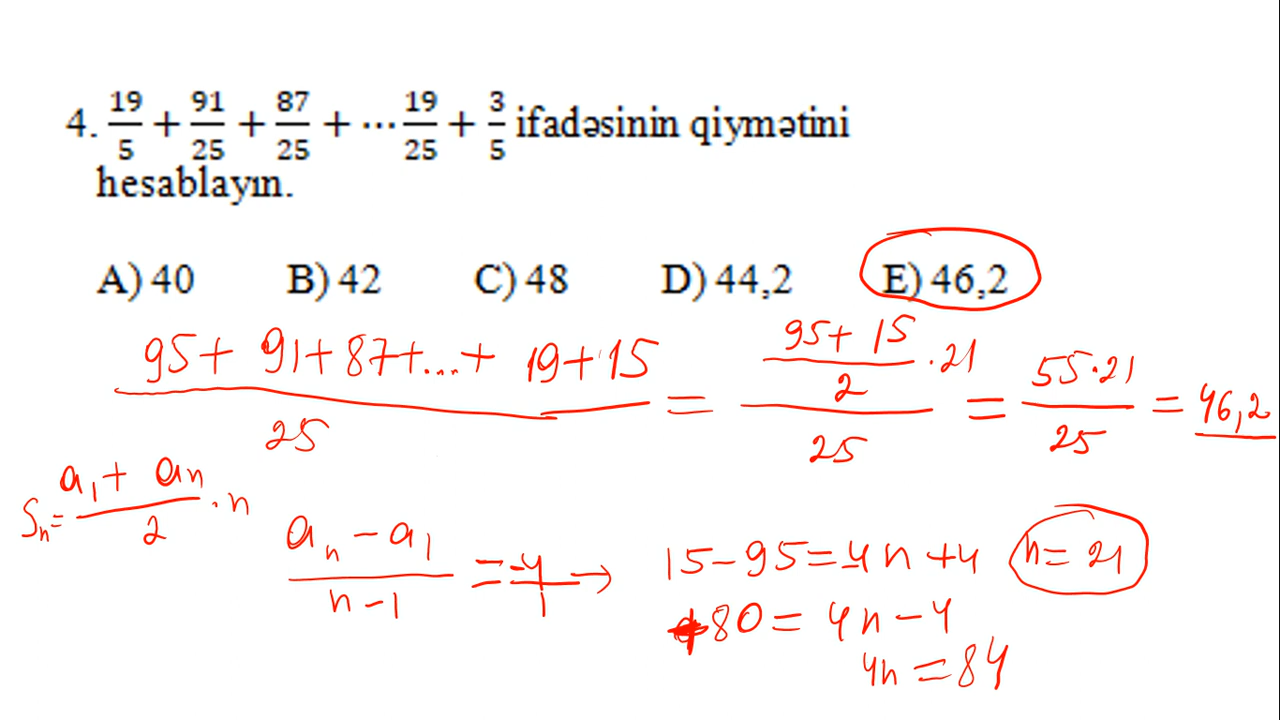 4. 19/5 + 91/25 + 87/25 + ⋯ 19/25 + 3/5 ifadəsinin qiymətini
hesablayın.
A) 40 B) 42 C) 48 D) 44,2 E) 46,2
(95+91+87+...+19+15)/25 = ((95+15)/2 · 21)/25 = (55·21)/25 = 46,2
Sn = (a1 + an)/2 · n
(an - a1)/(n-1) = -4/1 → 15-95=-4n+4 n=21
80=4n-4
4n=84